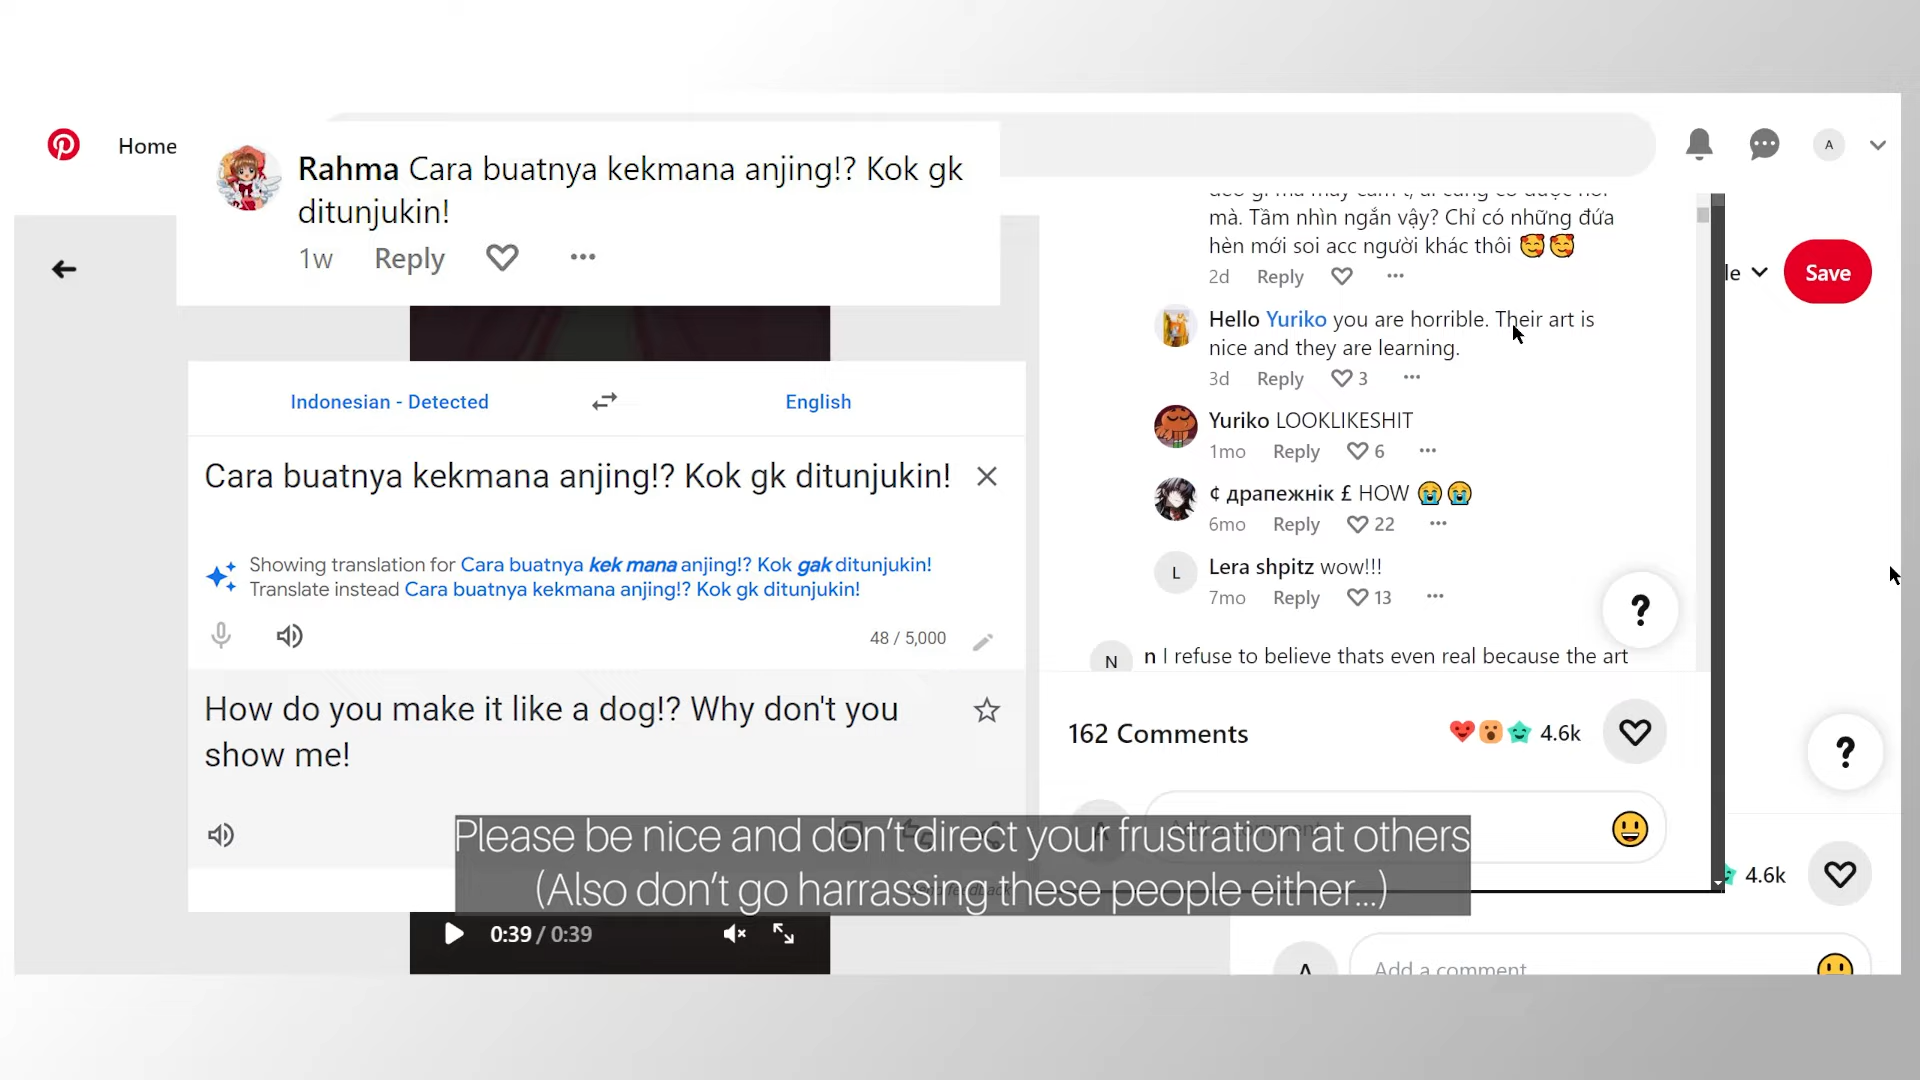 Home
Rahma Cara buatnya kekmana anjing!? Kok gk
ditunjukin!
1w Reply
Indonesian - Detected
English
Cara buatnya kekmana anjing!? Kok gk ditunjukin!
Showing translation for Cara buatnya kek mana anjing!? Kok gak ditunjukin!
Translate instead Cara buatnya kekmana anjing!? Kok gk ditunjukin!
48 / 5,000
How do you make it like a dog!? Why don't you
show me!
0:39 / 0:39
A
Save
mà. Tầm nhìn ngắn vậy? Chỉ có những đứa
hèn mới soi acc người khác thôi 🥰🥰
2d Reply
Hello Yuriko you are horrible. Their art is
nice and they are learning.
3d Reply 3
Yuriko LOOKLIKESHIT
1mo Reply 6
¢ драпежнік £ HOW 😭😭
6mo Reply 22
L
Lera shpitz wow!!!
7mo Reply 13
?
N
n I refuse to believe thats even real because the art
162 Comments
4.6k
?
4.6k
Add a comment
Please be nice and don't direct your frustration at others
(Also don't go harrassing these people either...)